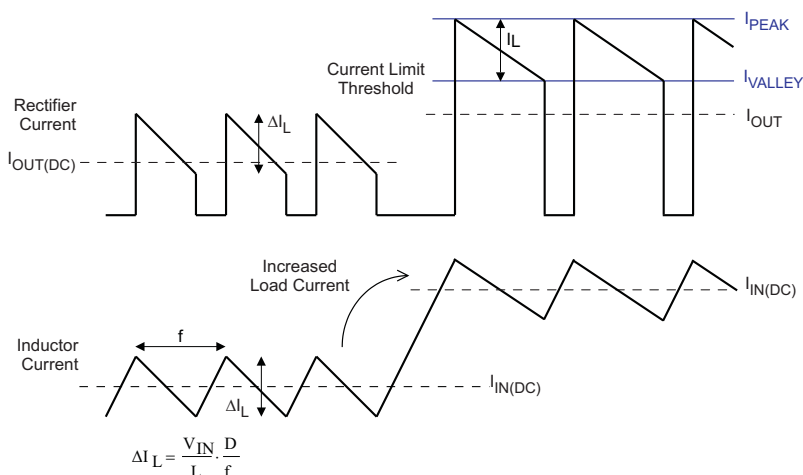 I_PEAK
I_L
Current Limit
Threshold
I_VALLEY
Rectifier
Current
ΔI_L
I_OUT
I_OUT(DC)
Increased
Load Current
I_IN(DC)
f
Inductor
Current
I_IN(DC)
ΔI_L
ΔI_L = V_IN/L · D/f